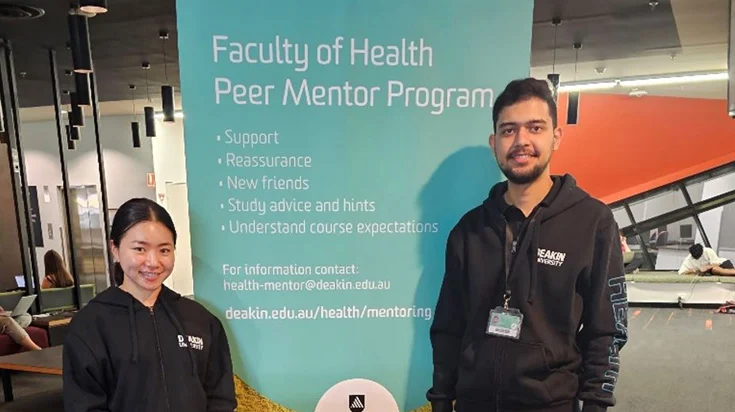 Faculty of Health
Peer Mentor Program
• Support
• Reassurance
• New friends
• Study advice and hints
• Understand course expectations
For information contact:
health-mentor@deakin.edu.au
deakin.edu.au/health/mentoring
DEAKIN
UNIVERSITY
DEAKIN
UNIVERSITY
HEALTH